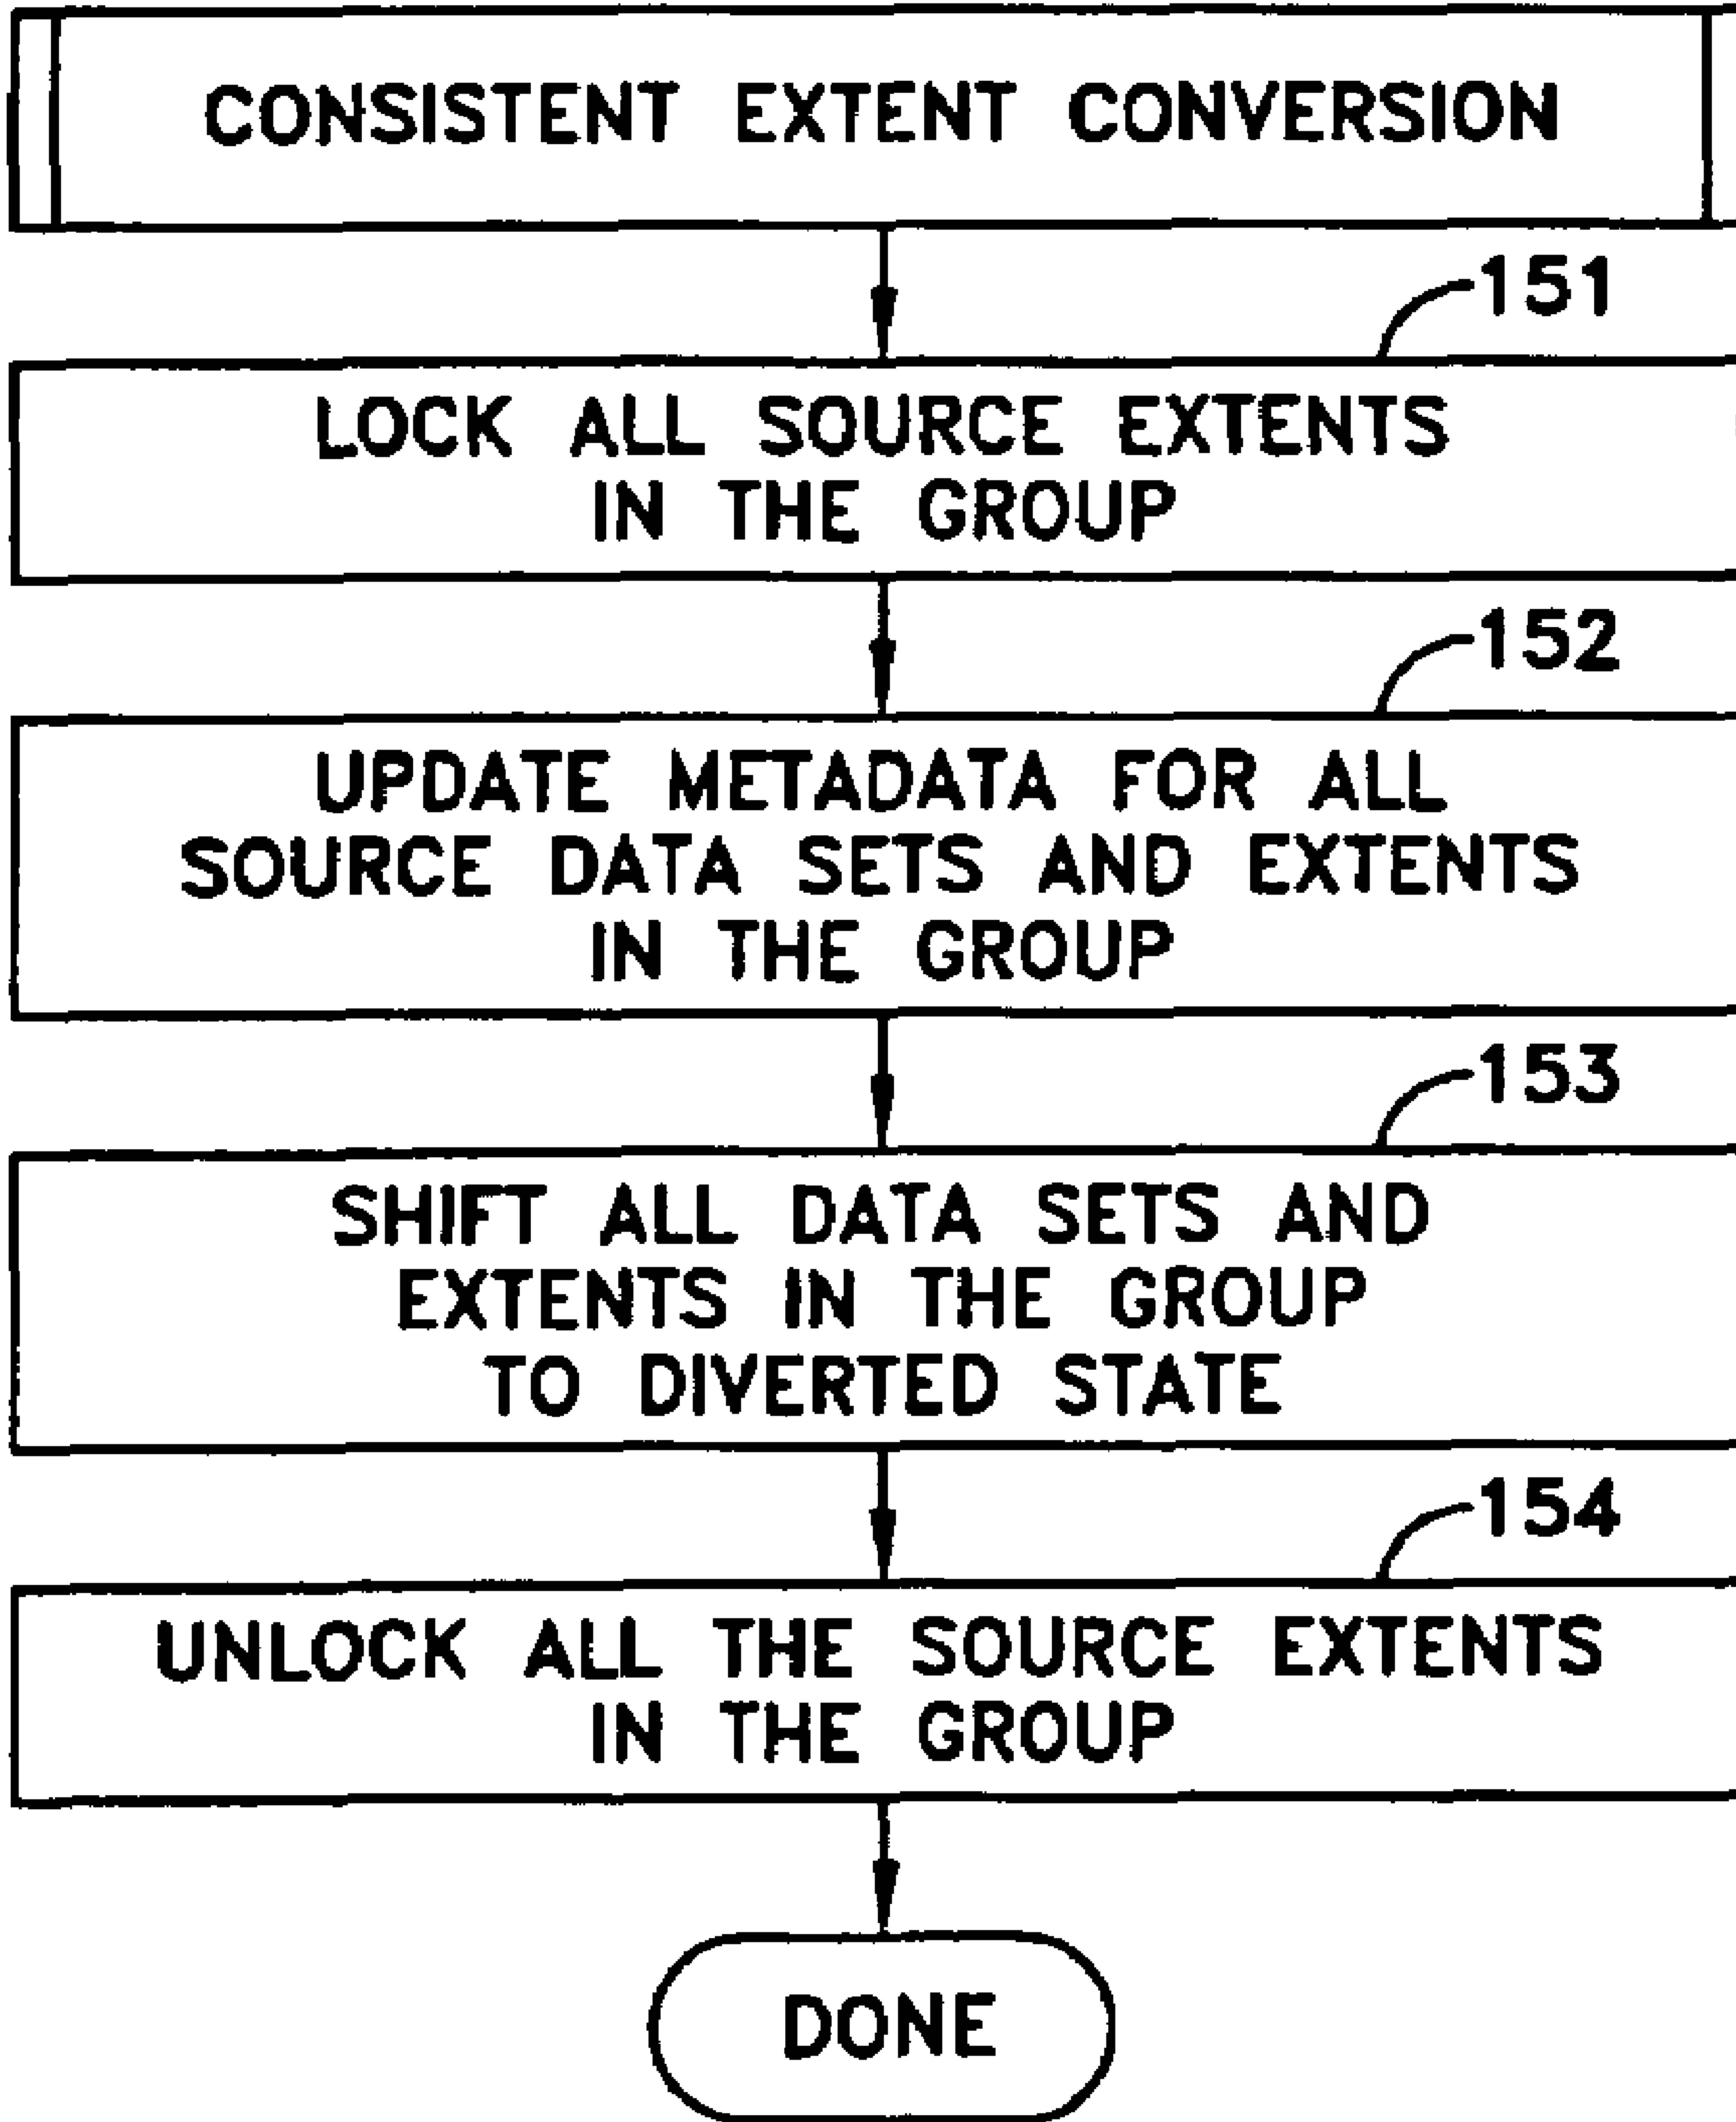 CONSISTENT EXTENT CONVERSION
151
LOCK ALL SOURCE EXTENTS
IN THE GROUP
152
UPDATE METADATA FOR ALL
SOURCE DATA SETS AND EXTENTS
IN THE GROUP
153
SHIFT ALL DATA SETS AND
EXTENTS IN THE GROUP
TO DIVERTED STATE
154
UNLOCK ALL THE SOURCE EXTENTS
IN THE GROUP
DONE